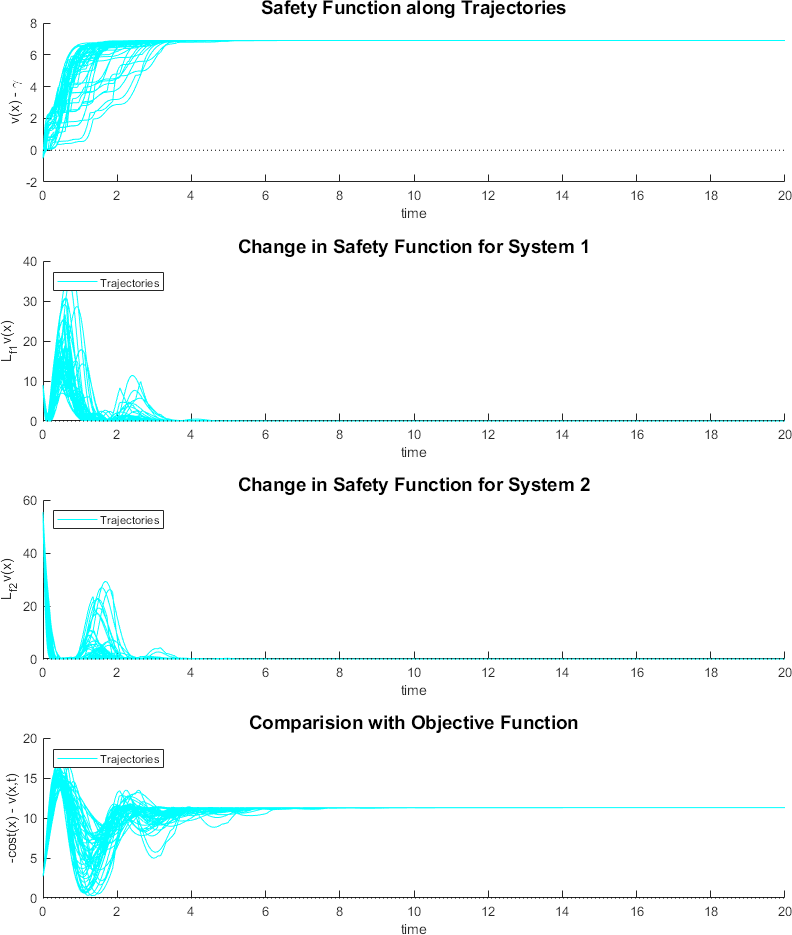 Safety Function along Trajectories
v(x) - γ
8
6
4
2
0
-2
0 2 4 6 8 10 12 14 16 18 20
time
Change in Safety Function for System 1
L_f1 v(x)
40
30
20
10
0
Trajectories
0 2 4 6 8 10 12 14 16 18 20
time
Change in Safety Function for System 2
L_f2 v(x)
60
40
20
0
Trajectories
0 2 4 6 8 10 12 14 16 18 20
time
Comparision with Objective Function
-cost(x) - v(x,t)
20
15
10
5
0
Trajectories
0 2 4 6 8 10 12 14 16 18 20
time